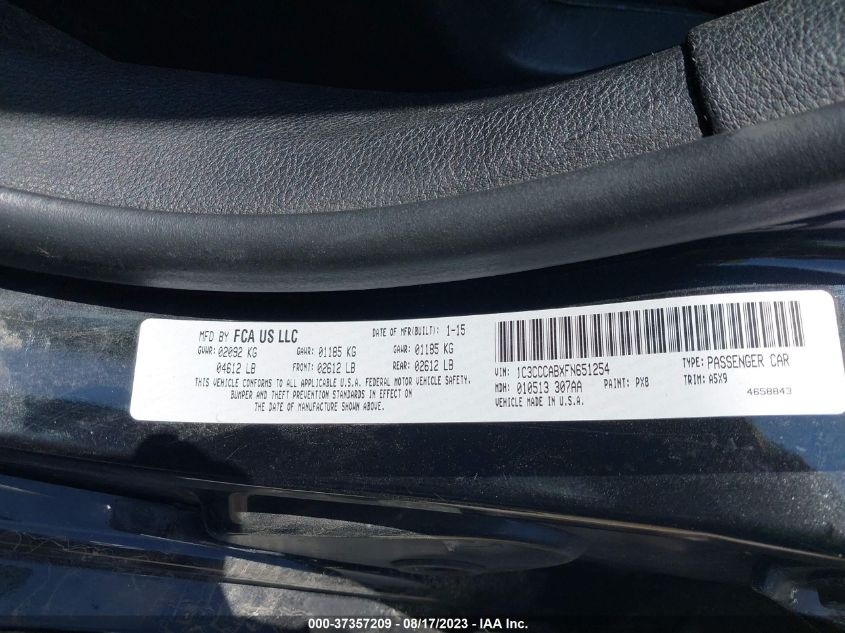 MFD BY FCA US LLC DATE OF MFR(BUILT): 1-15
GVWR: 02092 KG GAWR: 01185 KG GAWR: 01185 KG
04612 LB FRONT: 02612 LB REAR: 02612 LB
THIS VEHICLE CONFORMS TO ALL APPLICABLE U.S.A. FEDERAL MOTOR VEHICLE SAFETY,
BUMPER AND THEFT PREVENTION STANDARDS IN EFFECT ON
THE DATE OF MANUFACTURE SHOWN ABOVE.
VIN: 1C3CCCABXFN651254 TYPE: PASSENGER CAR
MDH: 010513 307AA PAINT: PX8 TRIM: A5X9
VEHICLE MADE IN U.S.A. 4658843
000-37357209 - 08/17/2023 - IAA Inc.